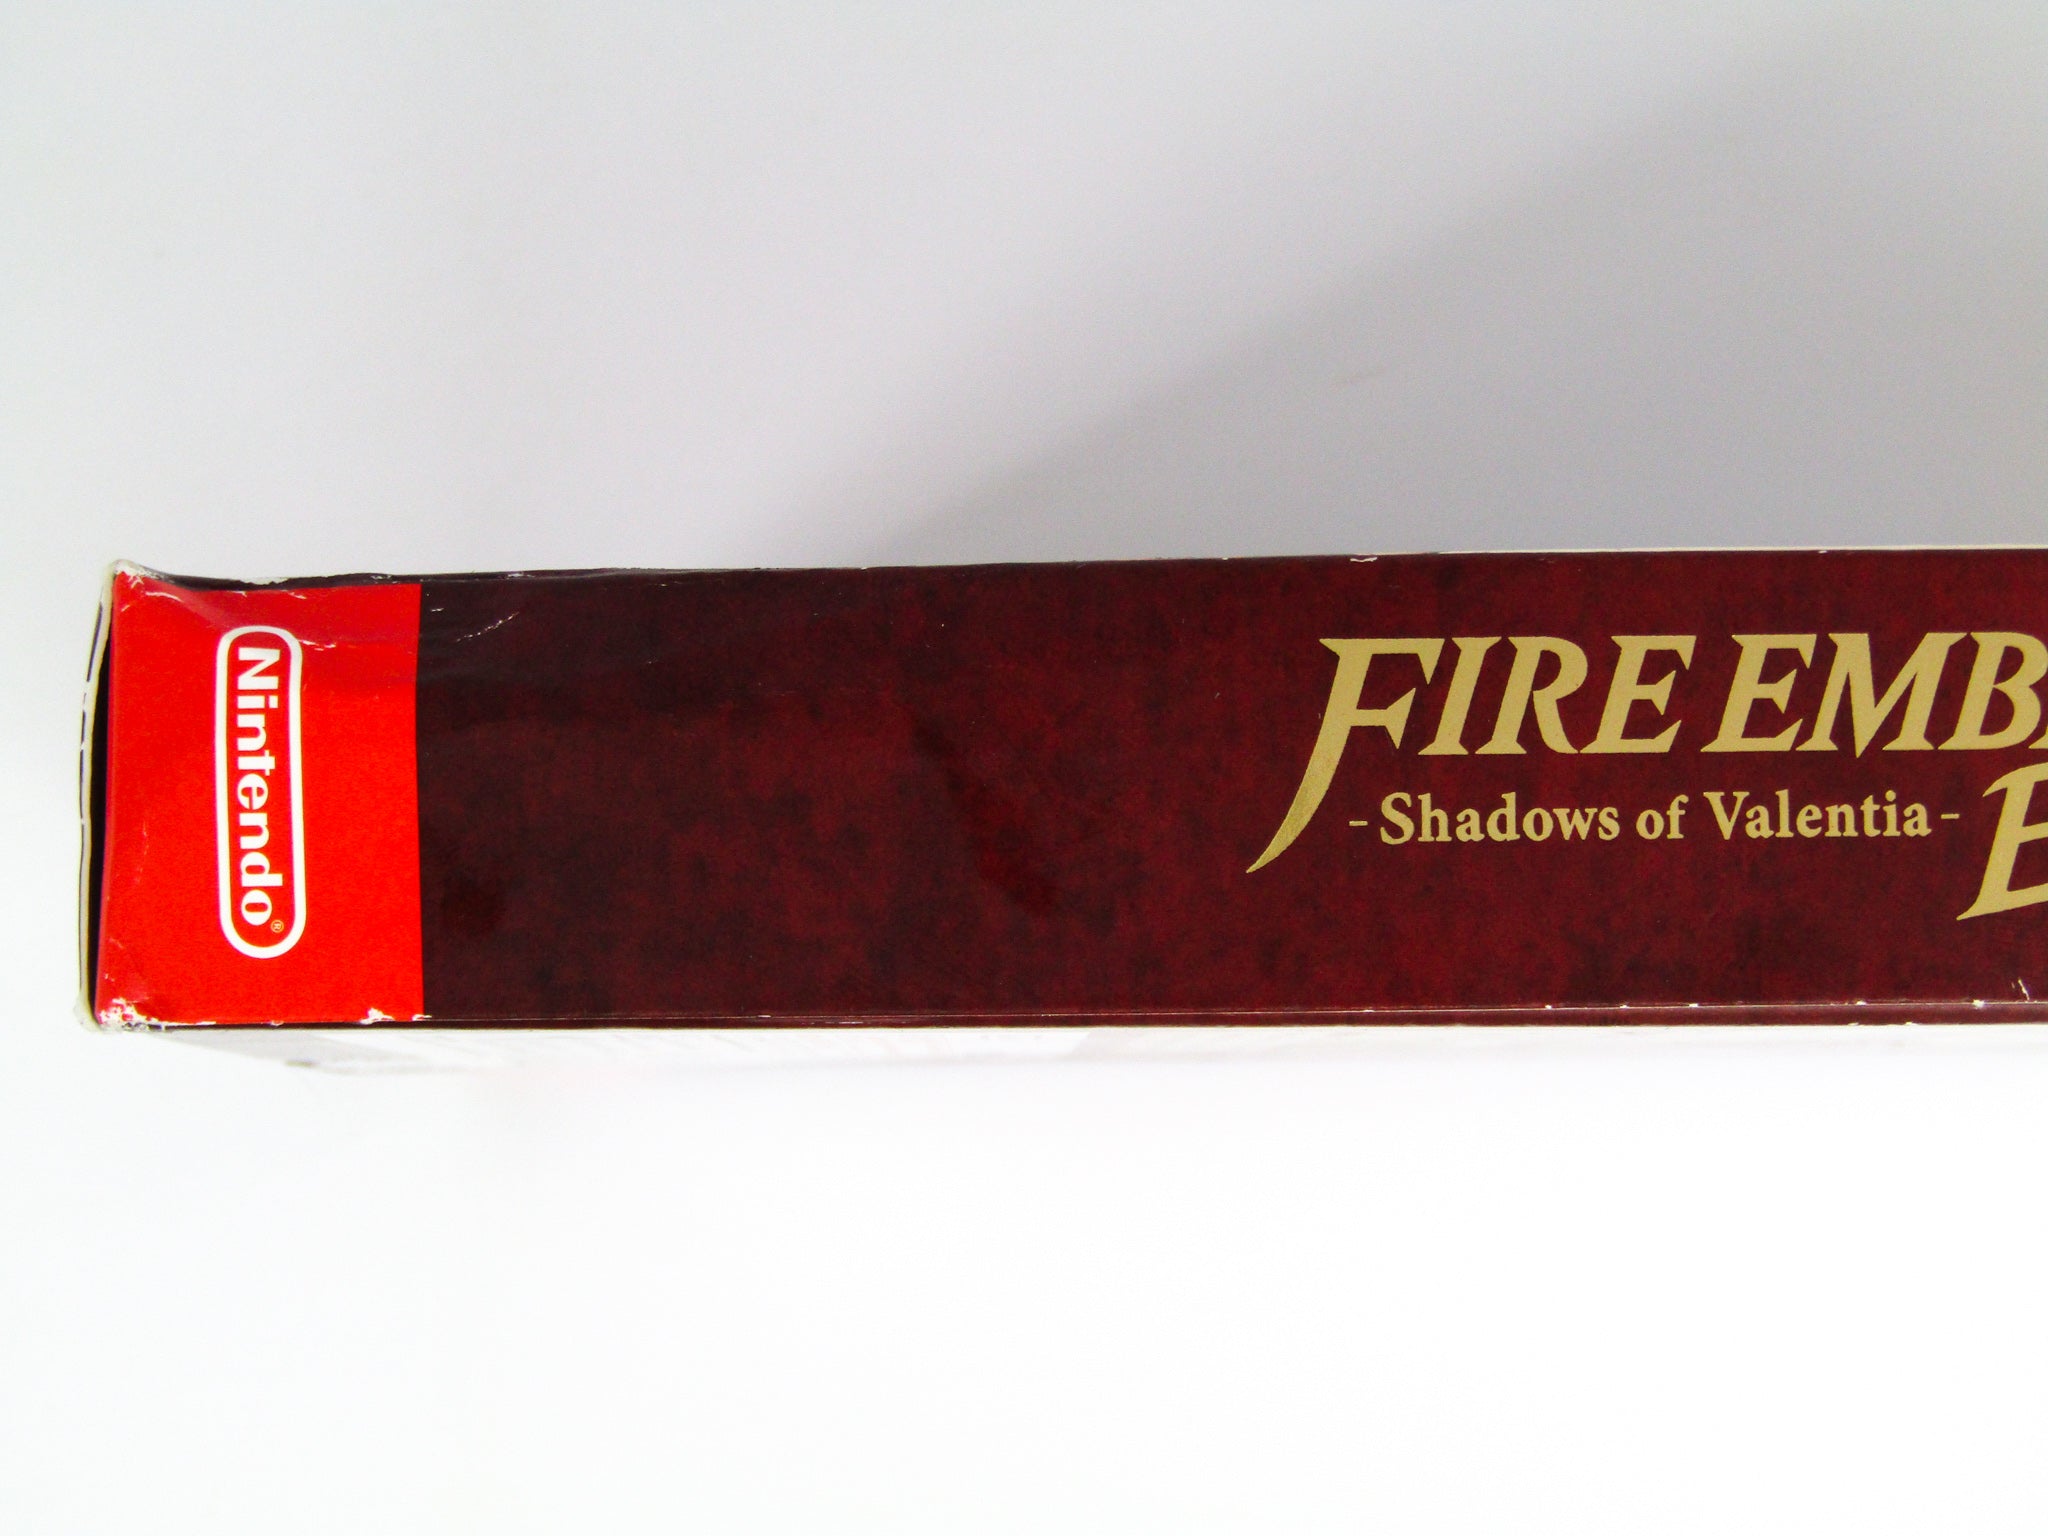 Nintendo®
FIRE EMB
-Shadows of Valentia-
E